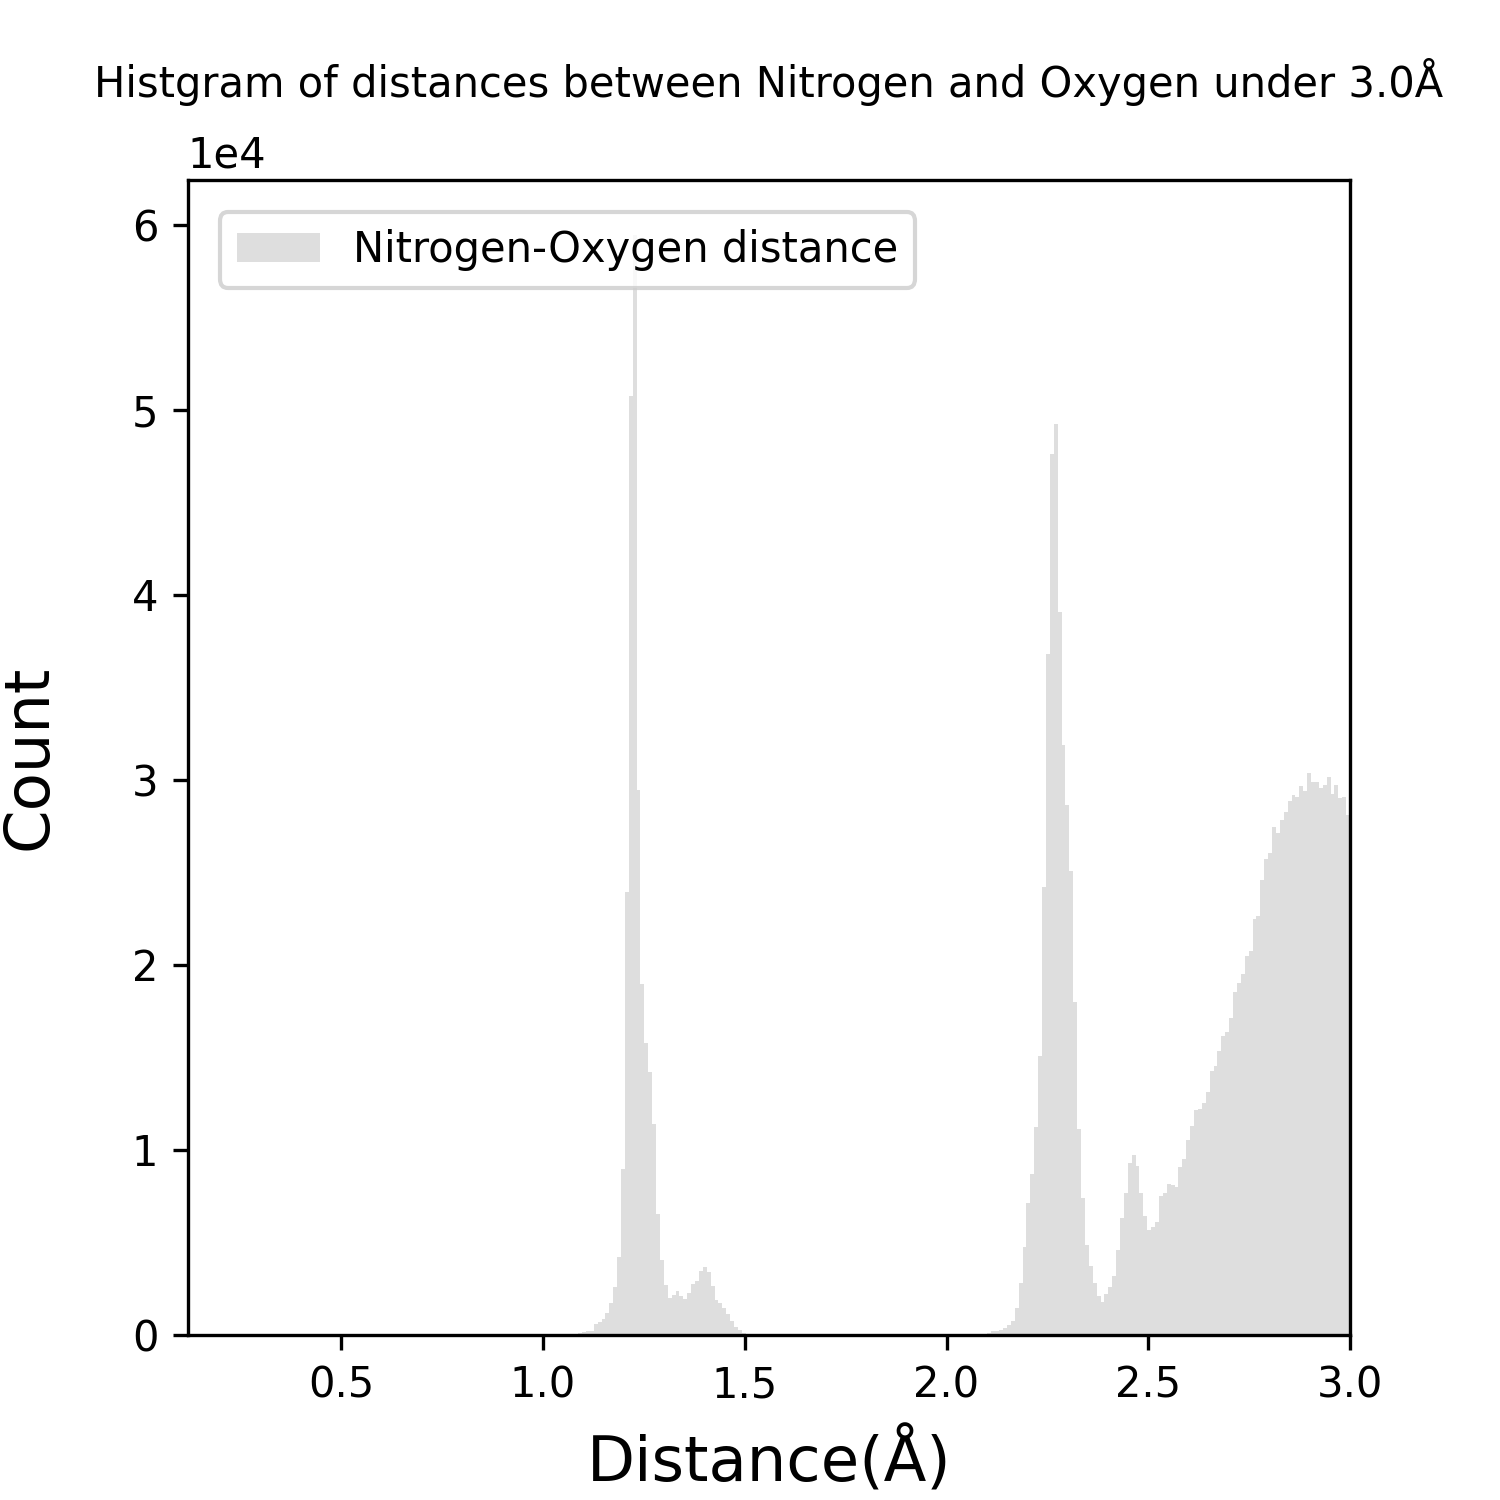 Histgram of distances between Nitrogen and Oxygen under 3.0Å
1e4
Nitrogen-Oxygen distance
6
5
4
3
2
1
0
Count
0.5 1.0 1.5 2.0 2.5 3.0
Distance(Å)